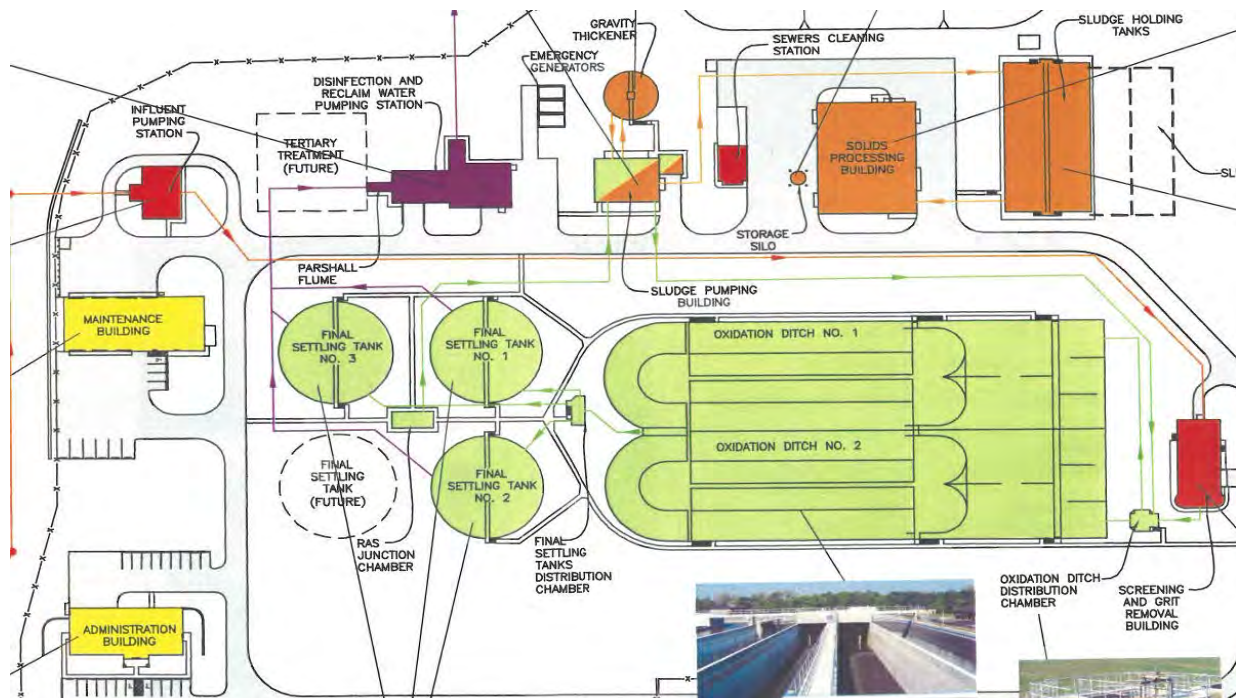 GRAVITY
THICKENER
EMERGENCY
GENERATORS
SEWERS CLEANING
STATION
SLUDGE HOLDING
TANKS
DISINFECTION AND
RECLAIM WATER
PUMPING STATION
INFLUENT
PUMPING
STATION
TERTIARY
TREATMENT
(FUTURE)
SOLIDS
PROCESSING
BUILDING
STORAGE
SILO
PARSHALL
FLUME
SLUDGE PUMPING
BUILDING
MAINTENANCE
BUILDING
FINAL
SETTLING TANK
NO. 3
FINAL
SETTLING TANK
NO. 1
OXIDATION DITCH NO. 1
OXIDATION DITCH NO. 2
FINAL
SETTLING
TANK
(FUTURE)
FINAL
SETTLING TANK
NO. 2
RAS
JUNCTION
CHAMBER
FINAL
SETTLING
TANKS
DISTRIBUTION
CHAMBER
OXIDATION DITCH
DISTRIBUTION
CHAMBER
SCREENING
AND GRIT
REMOVAL
BUILDING
ADMINISTRATION
BUILDING